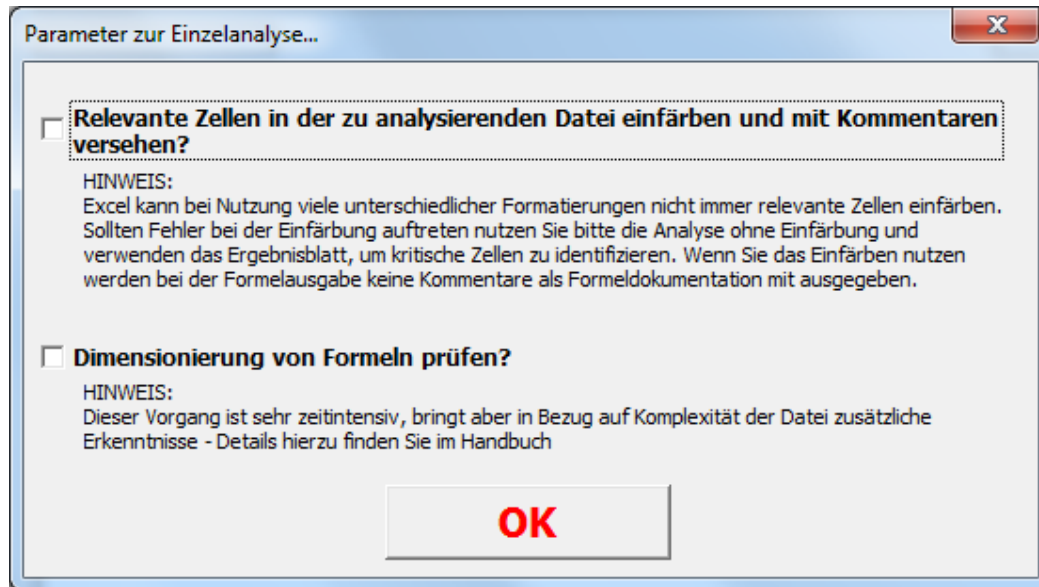 Parameter zur Einzelanalyse...
Relevante Zellen in der zu analysierenden Datei einfärben und mit Kommentaren
versehen?
HINWEIS:
Excel kann bei Nutzung viele unterschiedlicher Formatierungen nicht immer relevante Zellen einfärben.
Sollten Fehler bei der Einfärbung auftreten nutzen Sie bitte die Analyse ohne Einfärbung und
verwenden das Ergebnisblatt, um kritische Zellen zu identifizieren. Wenn Sie das Einfärben nutzen
werden bei der Formelausgabe keine Kommentare als Formeldokumentation mit ausgegeben.
Dimensionierung von Formeln prüfen?
HINWEIS:
Dieser Vorgang ist sehr zeitintensiv, bringt aber in Bezug auf Komplexität der Datei zusätzliche
Erkenntnisse - Details hierzu finden Sie im Handbuch
OK